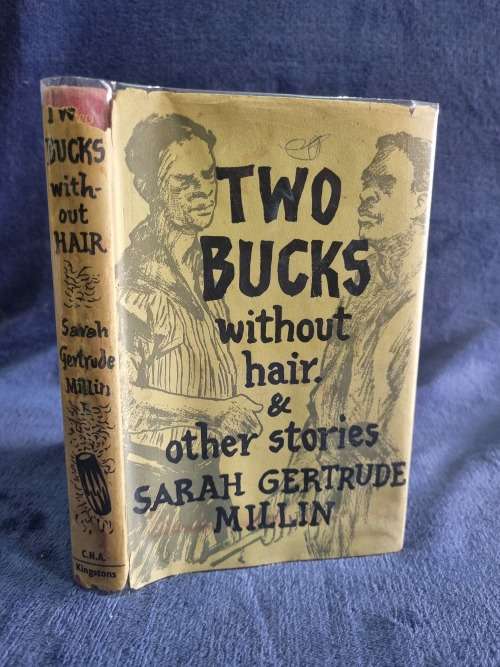 TWO
BUCKS
without
hair.
&
other stories
SARAH GERTRUDE
MILLIN
TWO
BUCKS
with-
out
HAIR
Sarah
Gertrude
Millin
C.N.A.
Kingstons